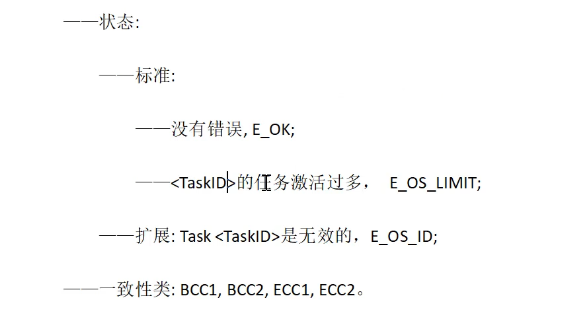 ——状态:
——标准:
——没有错误, E_OK;
——<TaskID>的任务激活过多， E_OS_LIMIT;
——扩展: Task <TaskID>是无效的，E_OS_ID;
——一致性类: BCC1, BCC2, ECC1, ECC2。